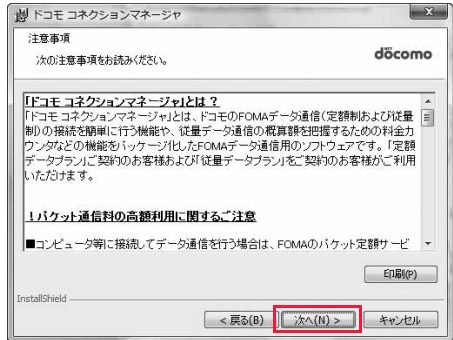 ドコモ コネクションマネージャ
注意事項
次の注意事項をお読みください。
döcomo
「ドコモ コネクションマネージャ」とは？
「ドコモ コネクションマネージャ」とは、ドコモのFOMAデータ通信（定額制および従量
制）の接続を簡単に行う機能や、従量データ通信の概算額を把握するための料金カ
ウンタなどの機能をパッケージ化したFOMAデータ通信用のソフトウェアです。「定額
データプラン」ご契約のお客様および「従量データプラン」をご契約のお客様がご利用
いただけます。
！パケット通信料の高額利用に関するご注意
■コンピュータ等に接続してデータ通信を行う場合は、FOMAのパケット定額サービ
印刷(P)
InstallShield
< 戻る(B)
次へ(N) >
キャンセル